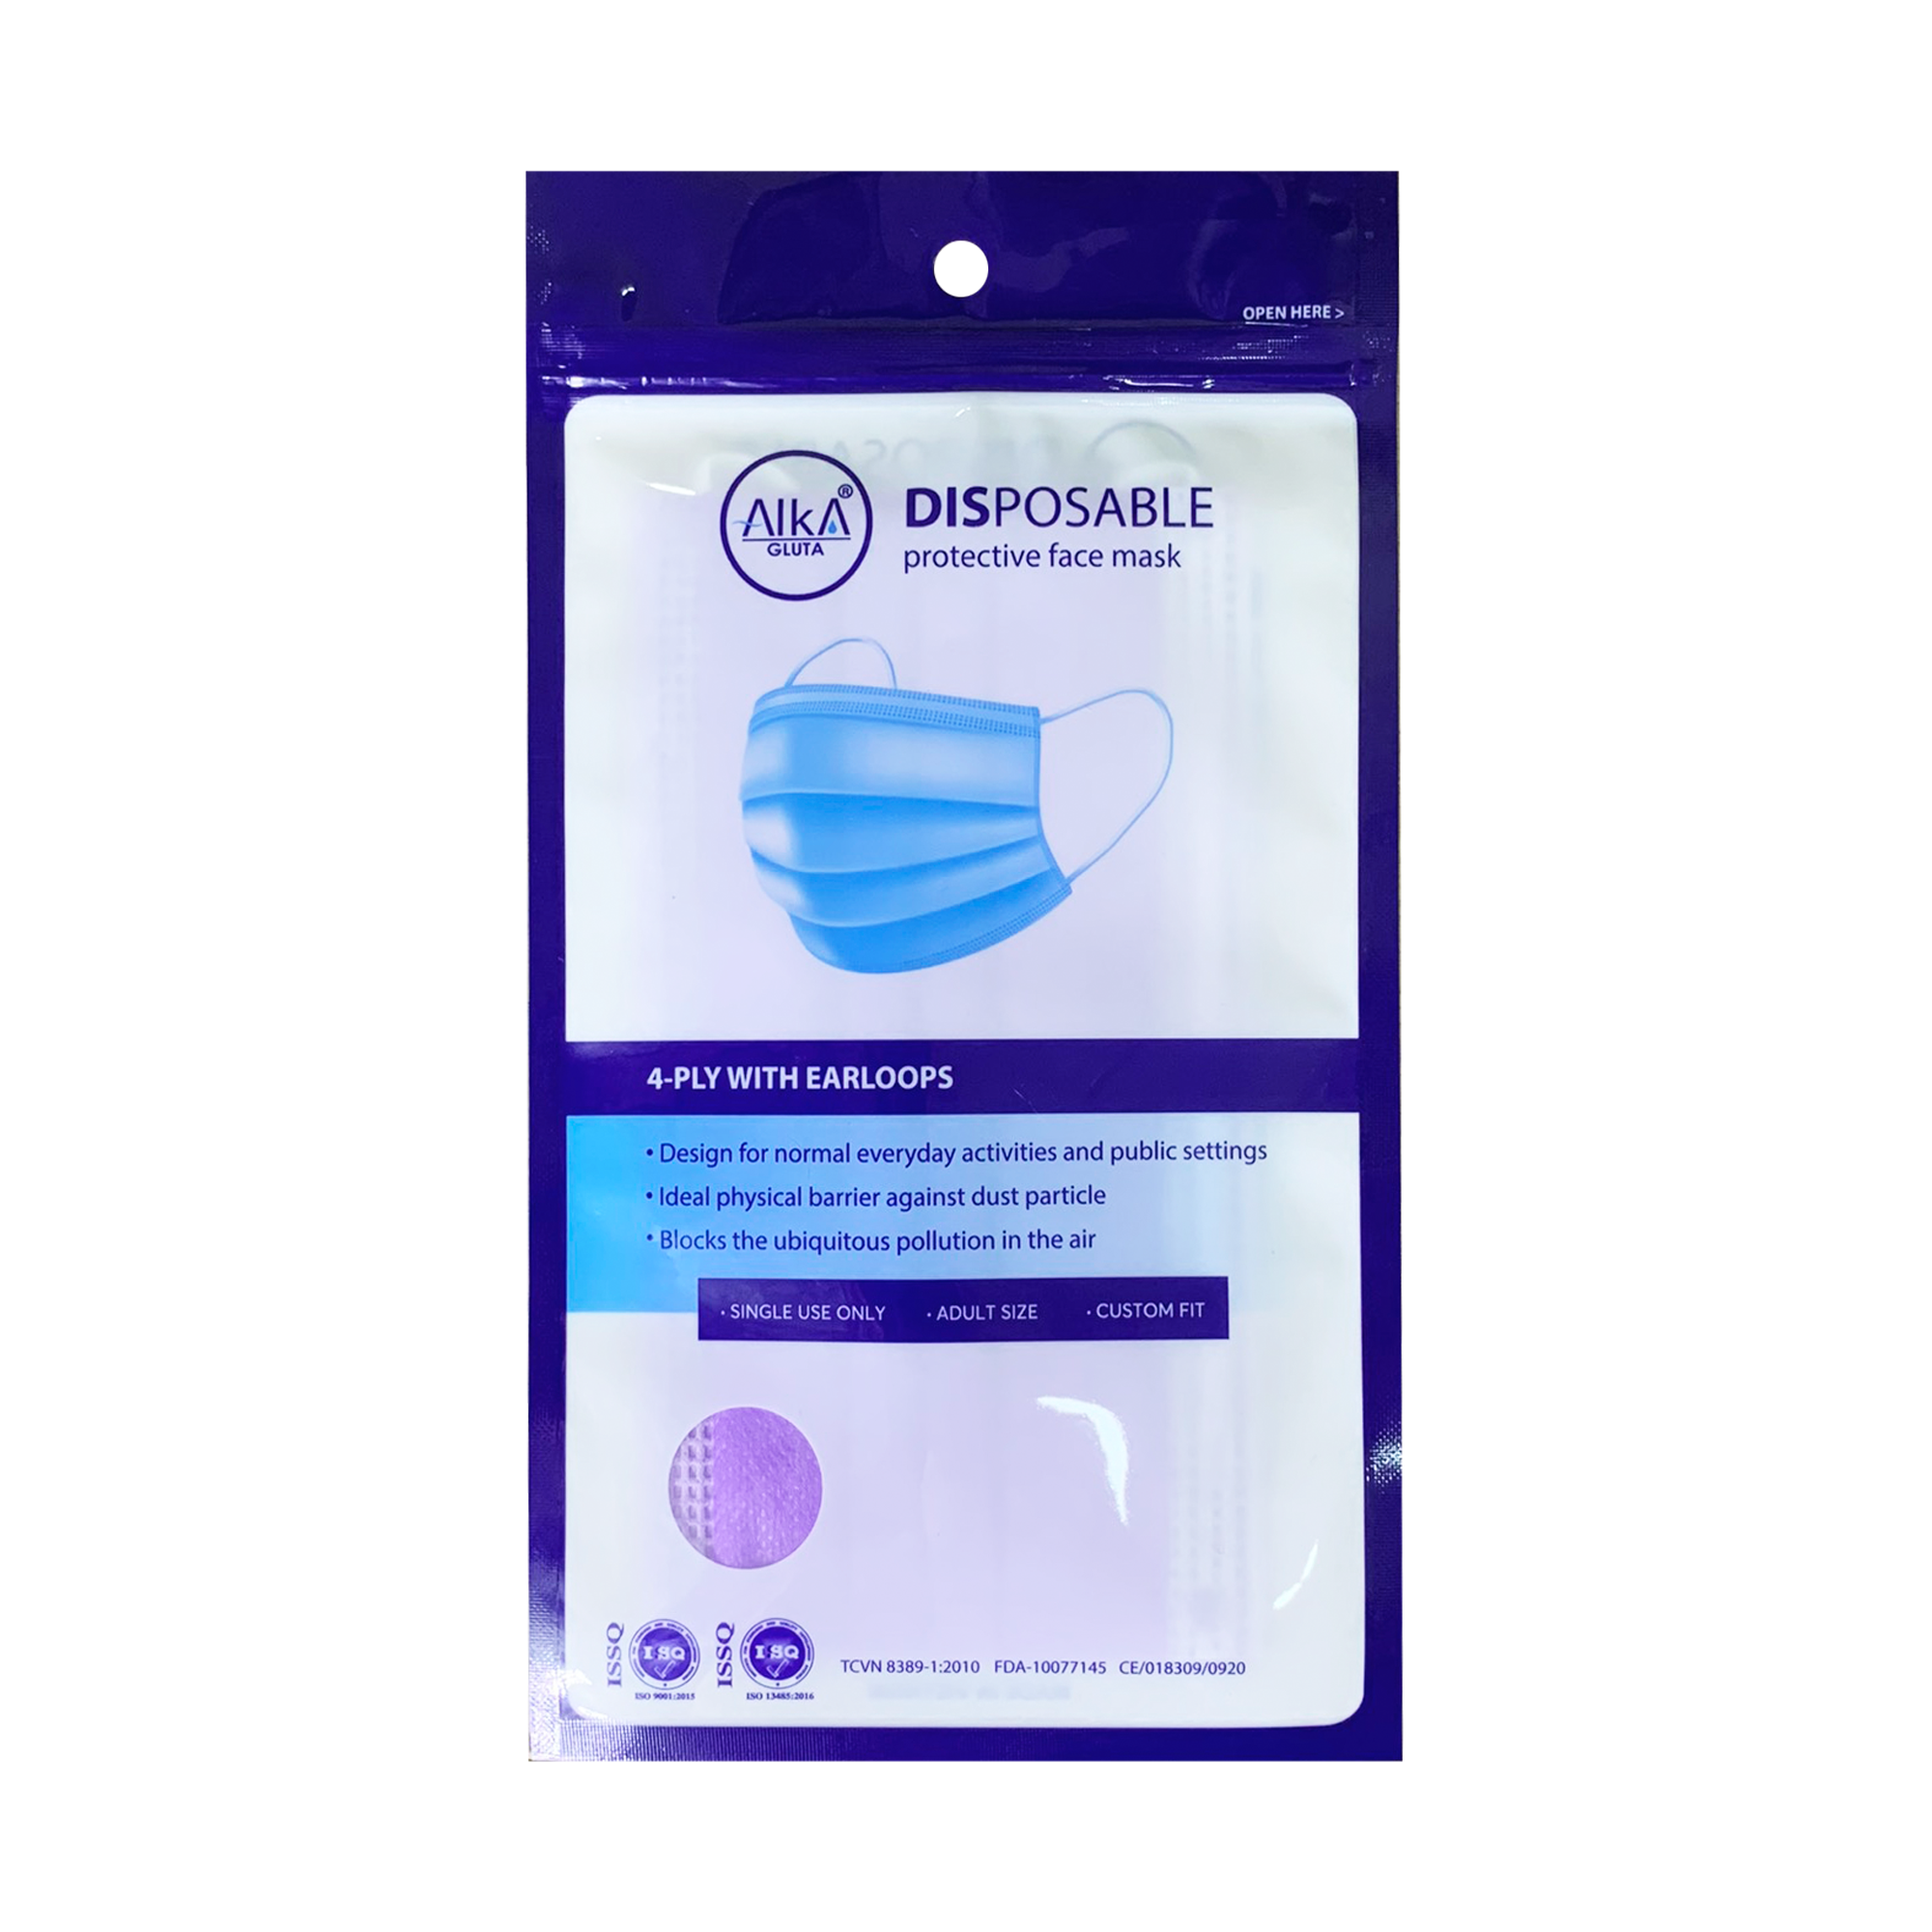 OPEN HERE >
AlkA®
GLUTA
DISPOSABLE
protective face mask
4-PLY WITH EARLOOPS
• Design for normal everyday activities and public settings
• Ideal physical barrier against dust particle
• Blocks the ubiquitous pollution in the air
· SINGLE USE ONLY · ADULT SIZE · CUSTOM FIT
ISSQ
ISSQ
ISO 9001:2015
ISO 13485:2016
TCVN 8389-1:2010 FDA-10077145 CE/018309/0920